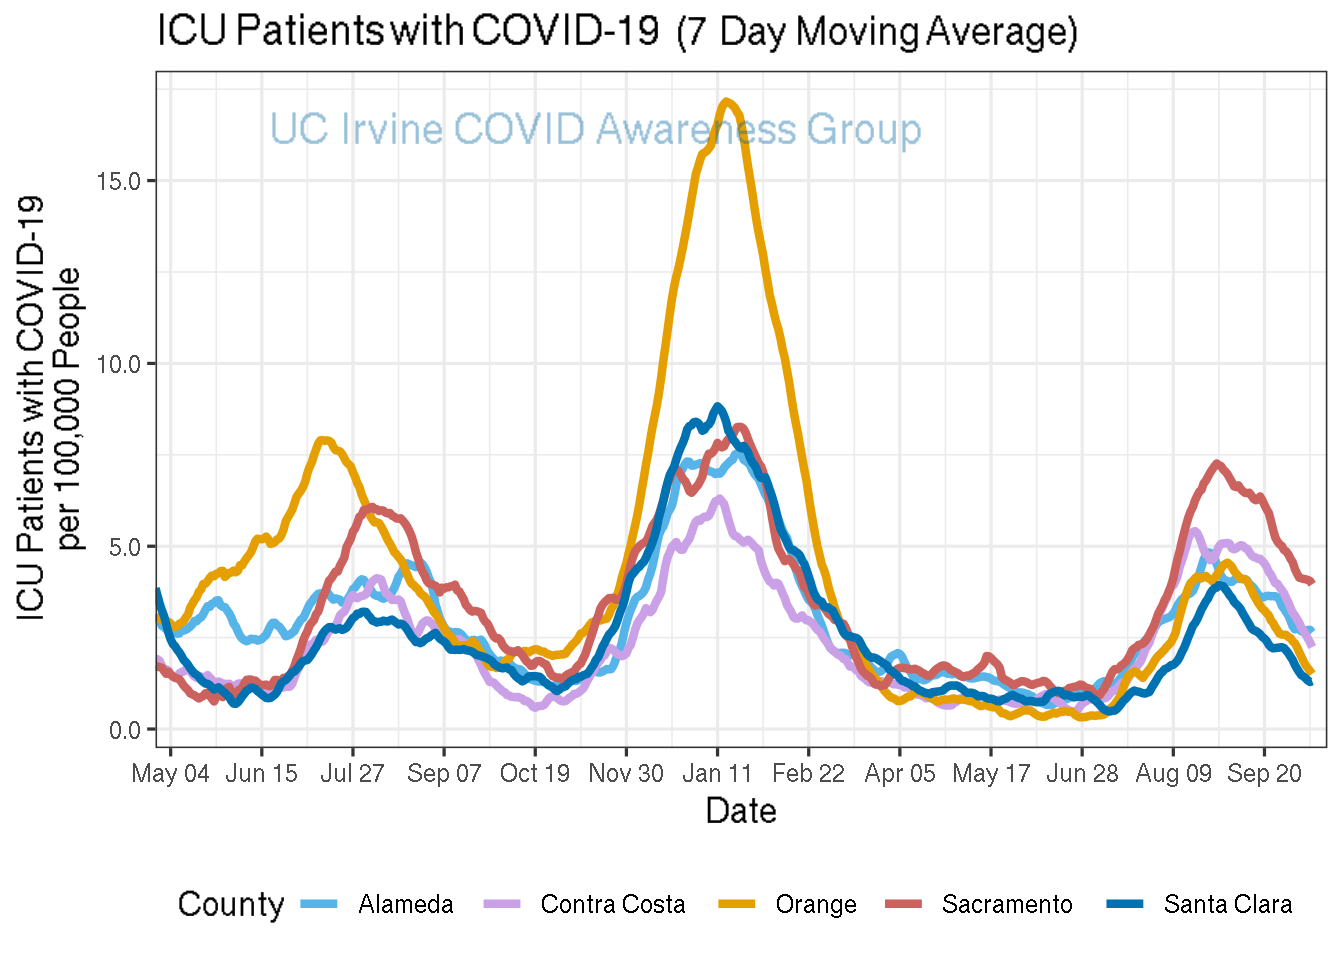 ICU Patients with COVID-19 (7 Day Moving Average)
UC Irvine COVID Awareness Group
ICU Patients with COVID-19
per 100,000 People
15.0
10.0
5.0
0.0
May 04 Jun 15 Jul 27 Sep 07 Oct 19 Nov 30 Jan 11 Feb 22 Apr 05 May 17 Jun 28 Aug 09 Sep 20
Date
County Alameda Contra Costa Orange Sacramento Santa Clara